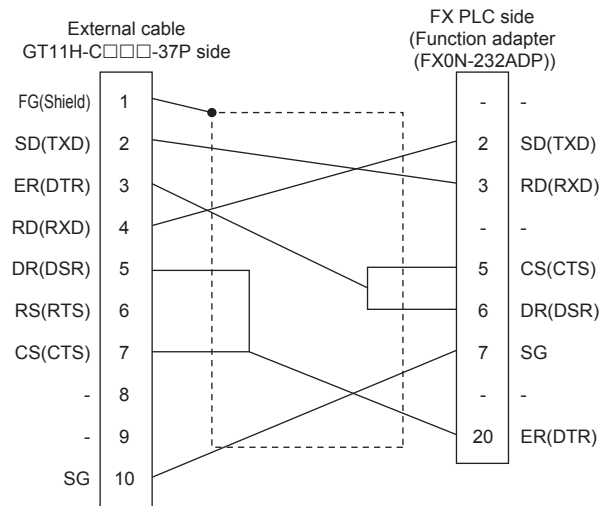 External cable
GT11H-C□□□-37P side
FX PLC side
(Function adapter
(FX0N-232ADP))
FG(Shield) 1 - -
SD(TXD) 2 2 SD(TXD)
ER(DTR) 3 3 RD(RXD)
RD(RXD) 4 - -
DR(DSR) 5 5 CS(CTS)
RS(RTS) 6 6 DR(DSR)
CS(CTS) 7 7 SG
- 8 - -
- 9 20 ER(DTR)
SG 10